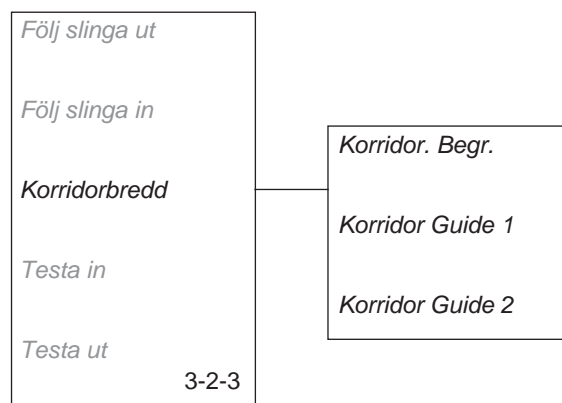 Följ slinga ut
Följ slinga in
Korridorbredd
Testa in
Testa ut
3-2-3
Korridor. Begr.
Korridor Guide 1
Korridor Guide 2